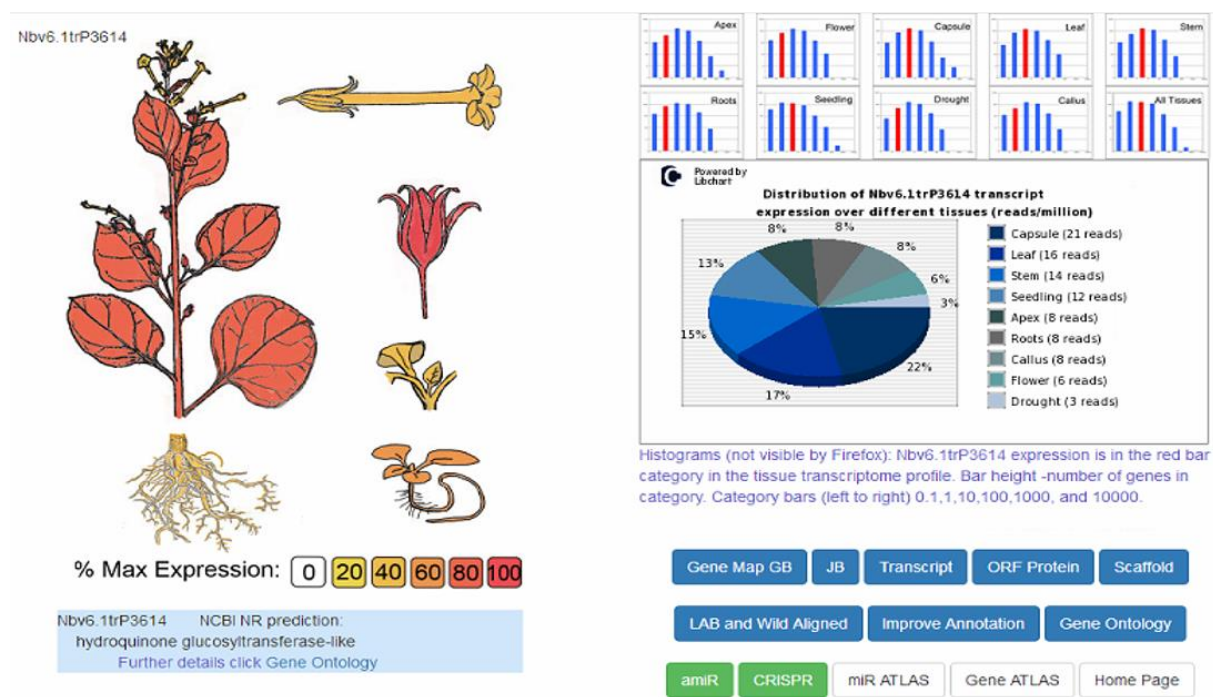 Nbv6.1trP3614
% Max Expression: 0 20 40 60 80 100
Nbv6.1trP3614 NCBI NR prediction:
hydroquinone glucosyltransferase-like
Further details click Gene Ontology
Apex Flower Capsule Leaf Stem
Roots Seedling Drought Callus All Tissues
Powered by
Libchart
Distribution of Nbv6.1trP3614 transcript
expression over different tissues (reads/million)
8%
8%
8%
13%
6%
3%
15%
22%
17%
Capsule (21 reads)
Leaf (16 reads)
Stem (14 reads)
Seedling (12 reads)
Apex (8 reads)
Roots (8 reads)
Callus (8 reads)
Flower (6 reads)
Drought (3 reads)
Histograms (not visible by Firefox): Nbv6.1trP3614 expression is in the red bar
category in the tissue transcriptome profile. Bar height -number of genes in
category. Category bars (left to right) 0.1,1,10,100,1000, and 10000.
Gene Map GB JB Transcript ORF Protein Scaffold
LAB and Wild Aligned Improve Annotation Gene Ontology
amiR CRISPR miR ATLAS Gene ATLAS Home Page